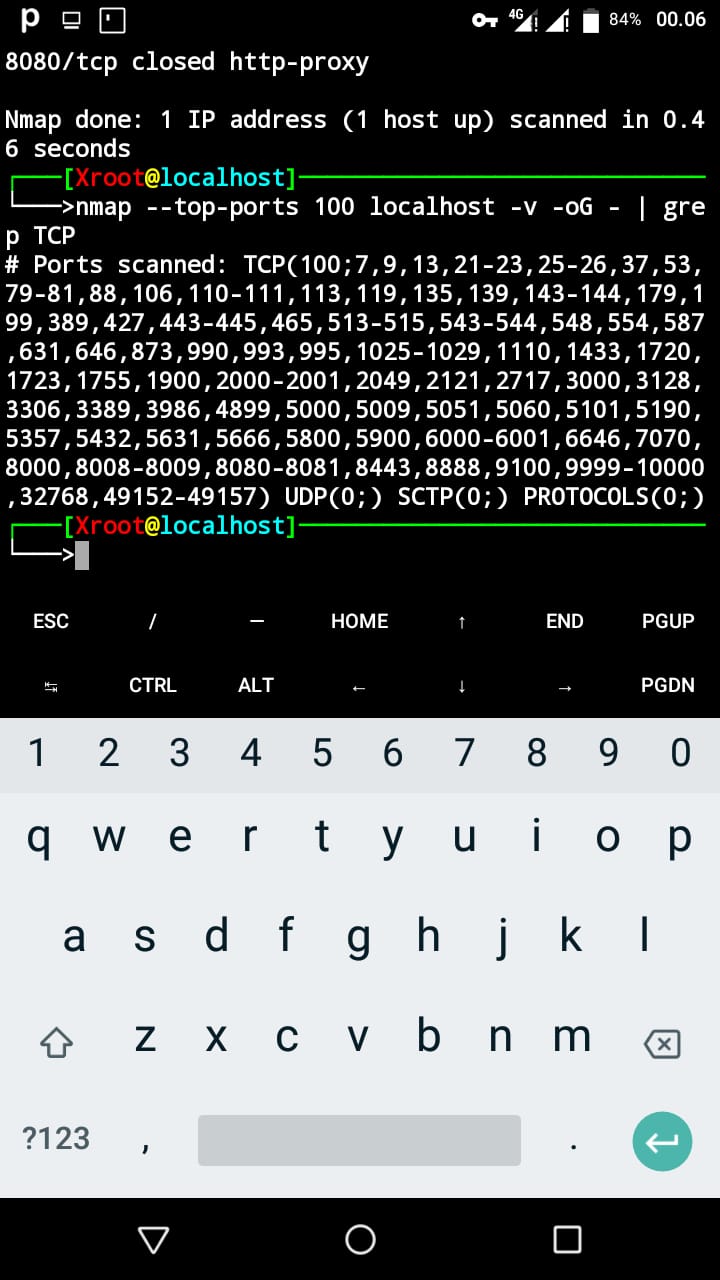 4G 84% 00.06
8080/tcp closed http-proxy
Nmap done: 1 IP address (1 host up) scanned in 0.4
6 seconds
[Xroot@localhost]
>nmap --top-ports 100 localhost -v -oG - | gre
p TCP
# Ports scanned: TCP(100;7,9,13,21-23,25-26,37,53,
79-81,88,106,110-111,113,119,135,139,143-144,179,1
99,389,427,443-445,465,513-515,543-544,548,554,587
,631,646,873,990,993,995,1025-1029,1110,1433,1720,
1723,1755,1900,2000-2001,2049,2121,2717,3000,3128,
3306,3389,3986,4899,5000,5009,5051,5060,5101,5190,
5357,5432,5631,5666,5800,5900,6000-6001,6646,7070,
8000,8008-8009,8080-8081,8443,8888,9100,9999-10000
,32768,49152-49157) UDP(0;) SCTP(0;) PROTOCOLS(0;)
[Xroot@localhost]
>
ESC / — HOME ↑ END PGUP
↹ CTRL ALT ← ↓ → PGDN
1 2 3 4 5 6 7 8 9 0
q w e r t y u i o p
a s d f g h j k l
z x c v b n m
?123 , .